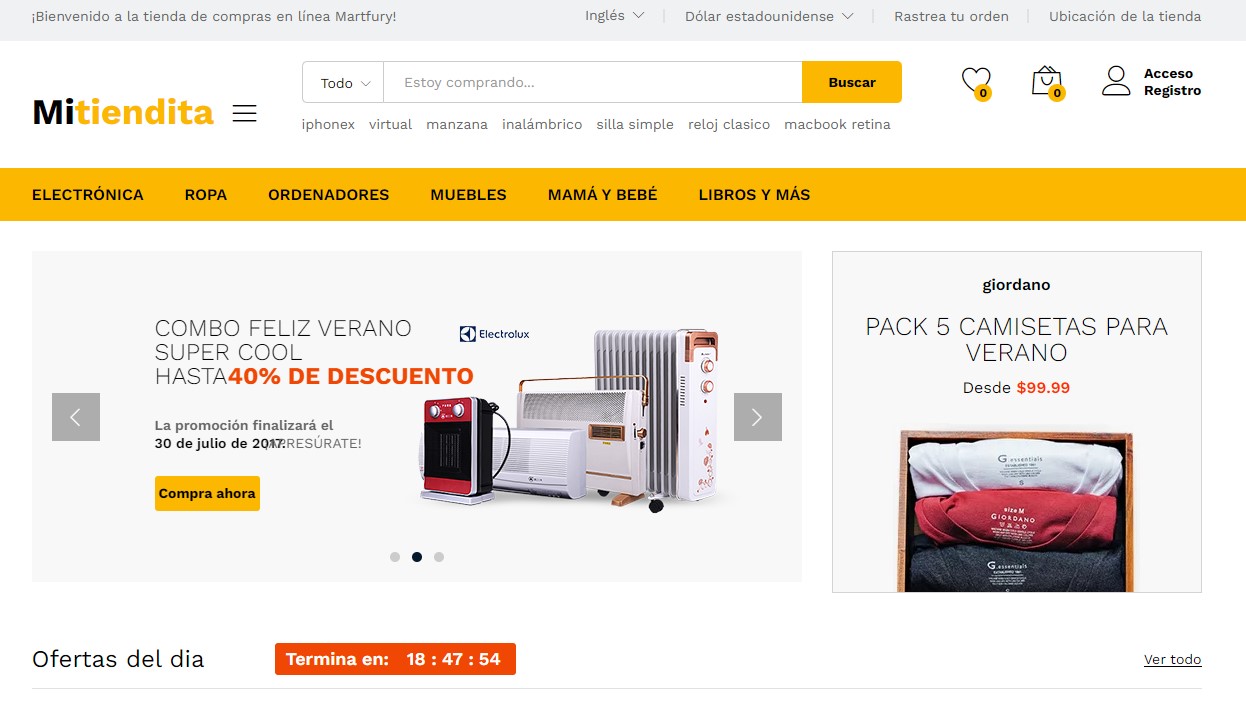 ¡Bienvenido a la tienda de compras en línea Martfury!
Inglés
Dólar estadounidense
Rastrea tu orden
Ubicación de la tienda
Mitiendita
Todo
Estoy comprando...
Buscar
0
0
Acceso
Registro
iphonex virtual manzana inalámbrico silla simple reloj clasico macbook retina
ELECTRÓNICA ROPA ORDENADORES MUEBLES MAMÁ Y BEBÉ LIBROS Y MÁS
COMBO FELIZ VERANO
SUPER COOL
HASTA40% DE DESCUENTO
Electrolux
La promoción finalizará el
30 de julio de 2017.¡APRESÚRATE!
Compra ahora
giordano
PACK 5 CAMISETAS PARA
VERANO
Desde $99.99
G.essentials
ESTABLISHED 1981
S
size M
GIORDANO
G.essentials
ESTABLISHED 1981
Ofertas del dia
Termina en: 18 : 47 : 54
Ver todo